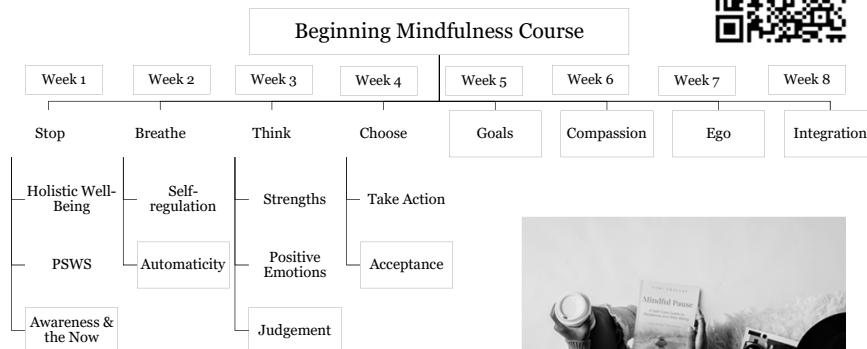 Beginning Mindfulness Course
Week 1
Week 2
Week 3
Week 4
Week 5
Week 6
Week 7
Week 8
Stop
Breathe
Think
Choose
Goals
Compassion
Ego
Integration
Holistic Well-
Being
Self-
regulation
Strengths
Take Action
PSWS
Automaticity
Positive
Emotions
Acceptance
Awareness &
the Now
Judgement
Mindful Pause